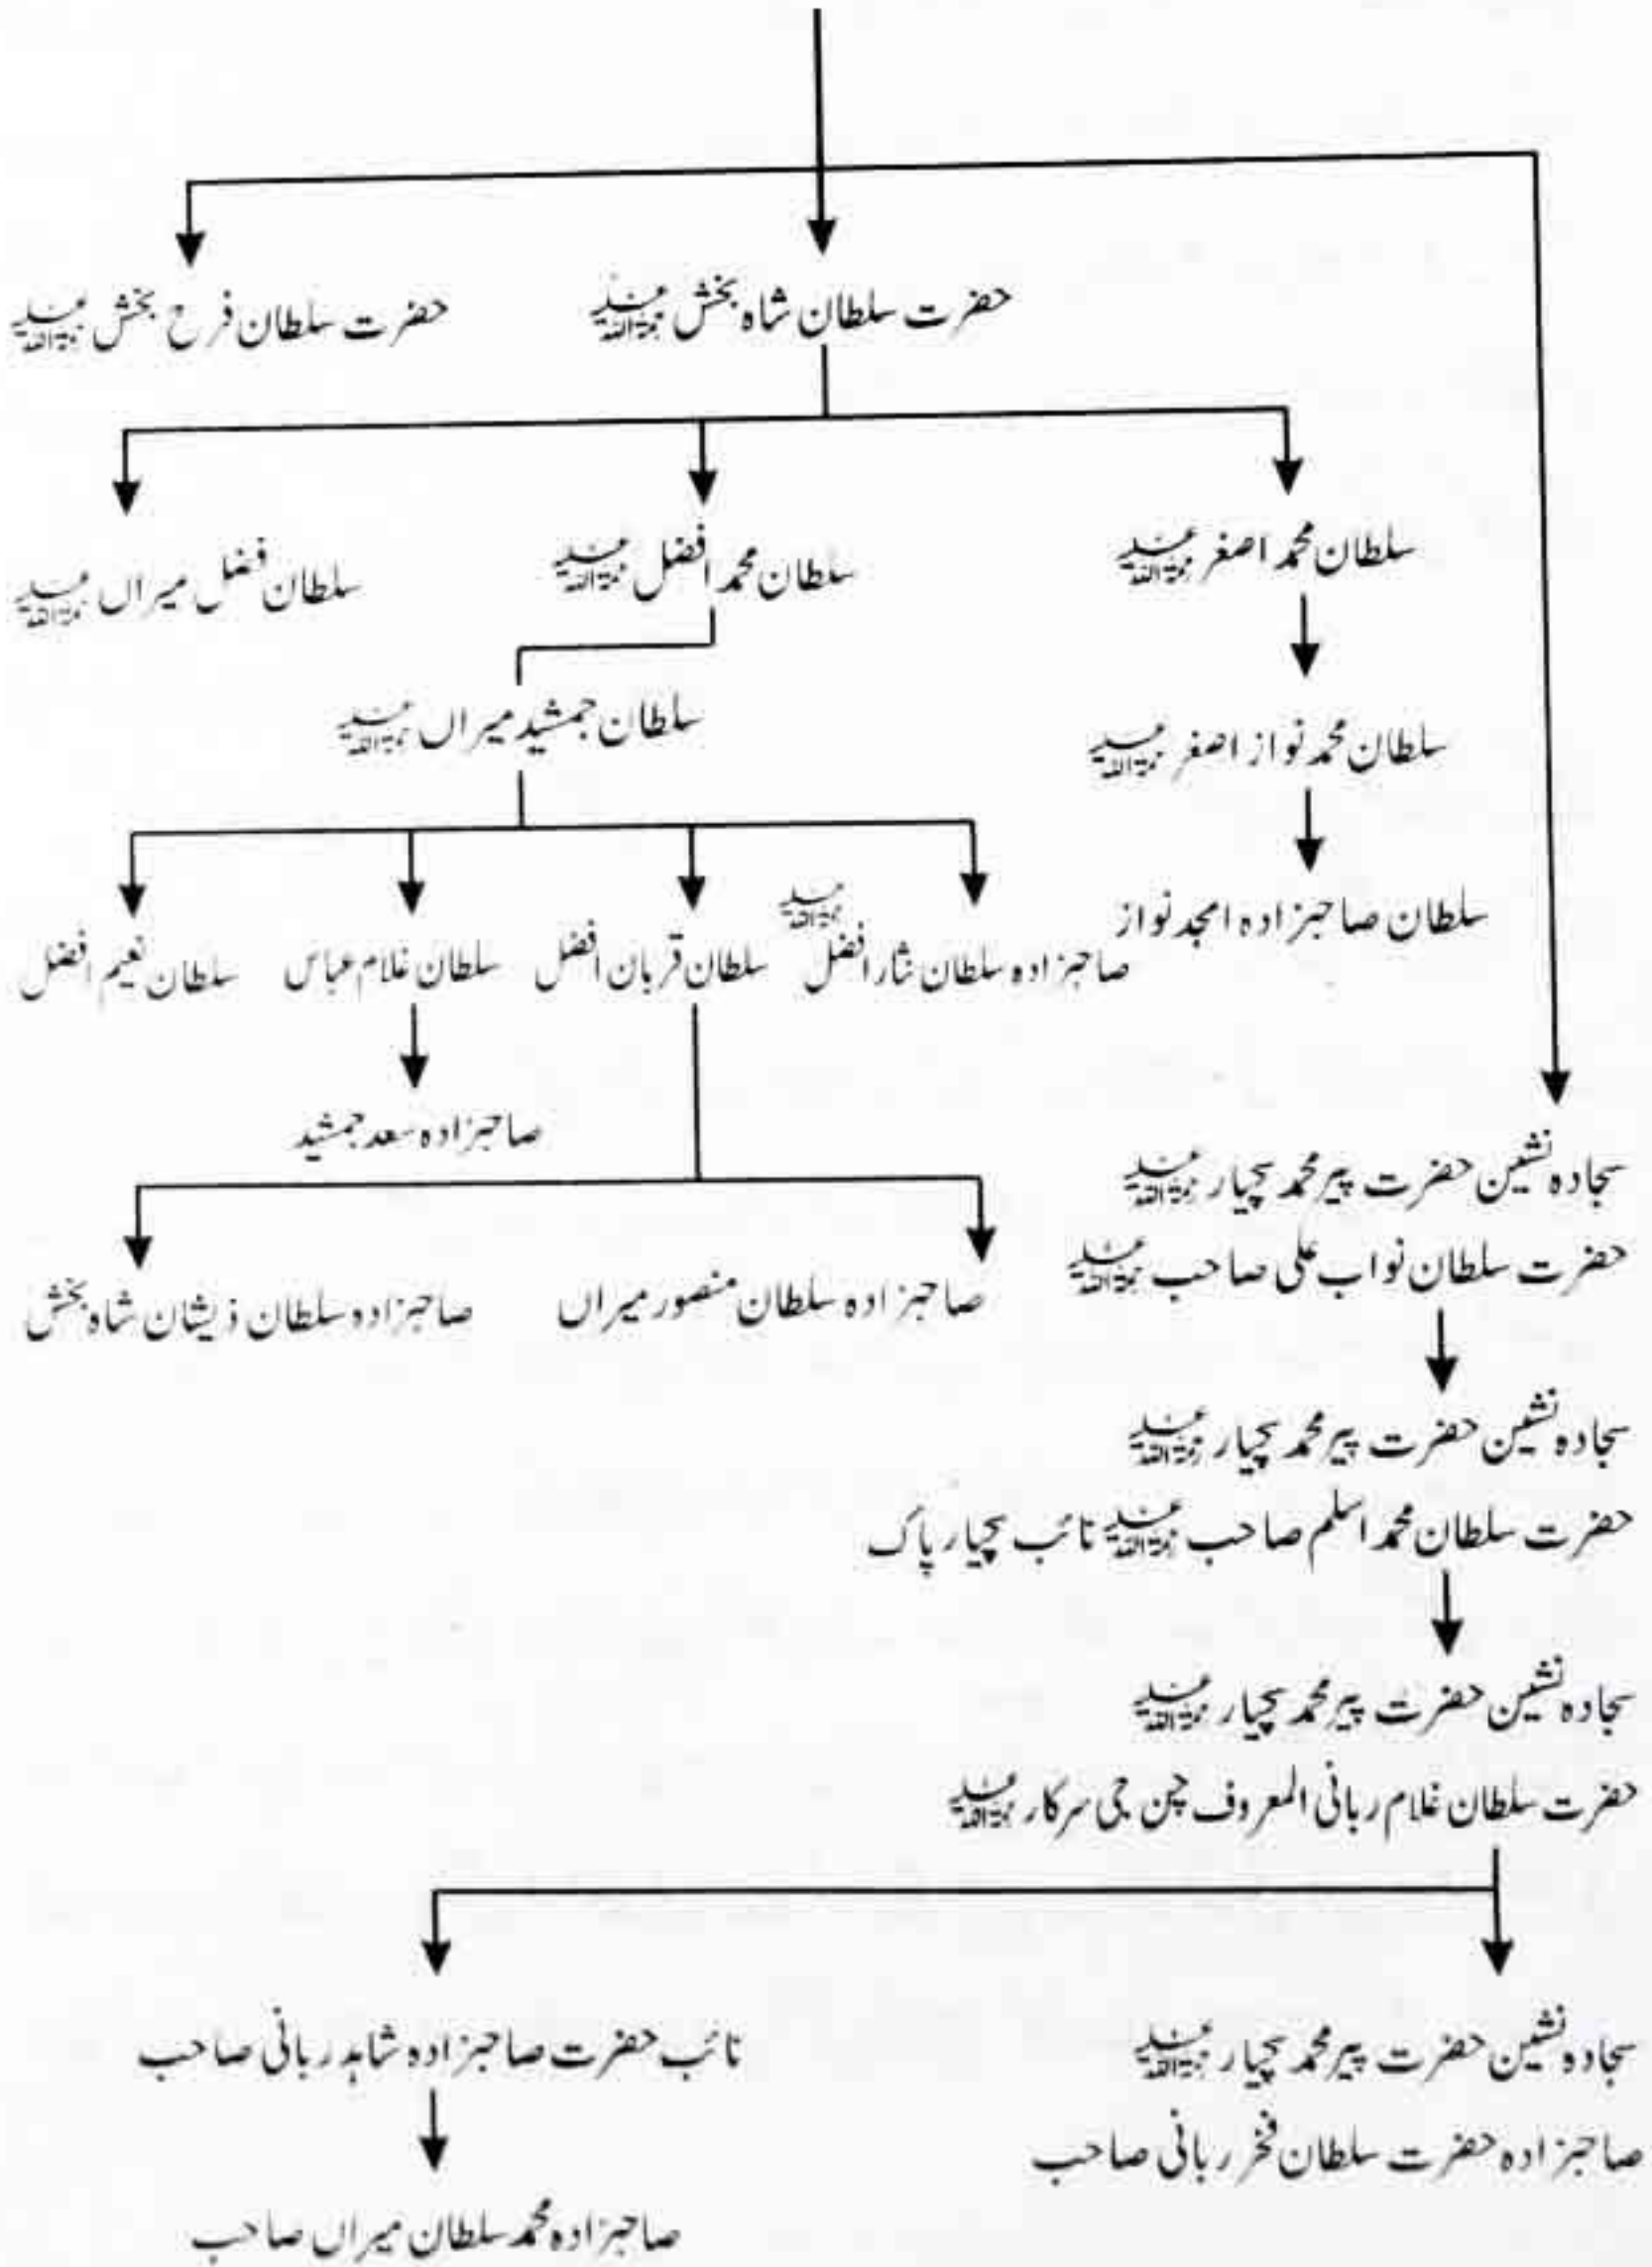 حضرت سلطان شاہ بخش رحمۃ اللہ علیہ
حضرت سلطان فرح بخش رحمۃ اللہ علیہ
سلطان محمد اصغر رحمۃ اللہ علیہ
سلطان محمد افضل رحمۃ اللہ علیہ
سلطان فضل میراں رحمۃ اللہ علیہ
سلطان محمد نواز اصغر رحمۃ اللہ علیہ
سلطان جمشید میراں رحمۃ اللہ علیہ
سلطان صاحبزادہ امجد نواز
صاحبزادہ سلطان نثار افضل رحمۃ اللہ علیہ
سلطان قربان افضل
سلطان غلام عباس
سلطان نعیم افضل
صاحبزادہ سعد جمشید
صاحبزادہ سلطان منصور میراں
صاحبزادہ سلطان ذیشان شاہ بخش
سجادہ نشین حضرت پیر محمد سچیار رحمۃ اللہ علیہ
حضرت سلطان نواب علی صاحب رحمۃ اللہ علیہ
سجادہ نشین حضرت پیر محمد سچیار رحمۃ اللہ علیہ
حضرت سلطان محمد اسلم صاحب رحمۃ اللہ علیہ نائب سچیار پاک
سجادہ نشین حضرت پیر محمد سچیار رحمۃ اللہ علیہ
حضرت سلطان غلام ربانی المعروف چن جی سرکار رحمۃ اللہ علیہ
سجادہ نشین حضرت پیر محمد سچیار رحمۃ اللہ علیہ
صاحبزادہ حضرت سلطان فخر ربانی صاحب
نائب حضرت صاحبزادہ شاہد ربانی صاحب
صاحبزادہ محمد سلطان میراں صاحب